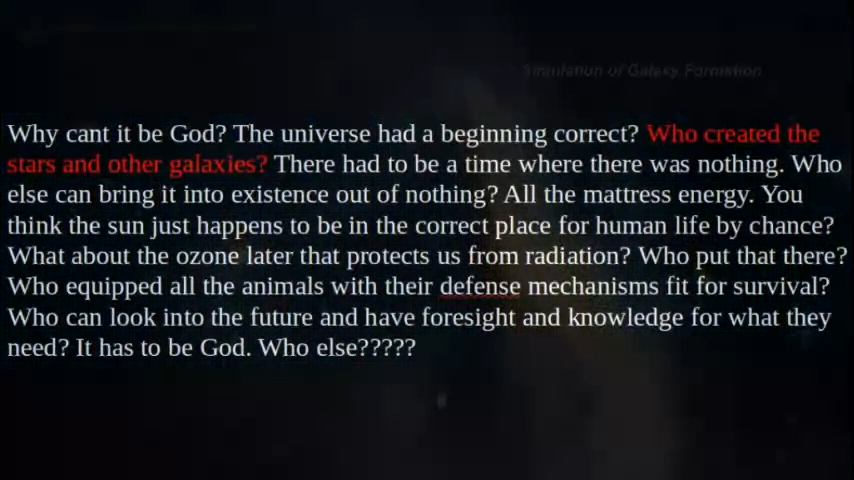 Simulation of Galaxy Formation
Why cant it be God? The universe had a beginning correct? Who created the
stars and other galaxies? There had to be a time where there was nothing. Who
else can bring it into existence out of nothing? All the mattress energy. You
think the sun just happens to be in the correct place for human life by chance?
What about the ozone later that protects us from radiation? Who put that there?
Who equipped all the animals with their defense mechanisms fit for survival?
Who can look into the future and have foresight and knowledge for what they
need? It has to be God. Who else?????